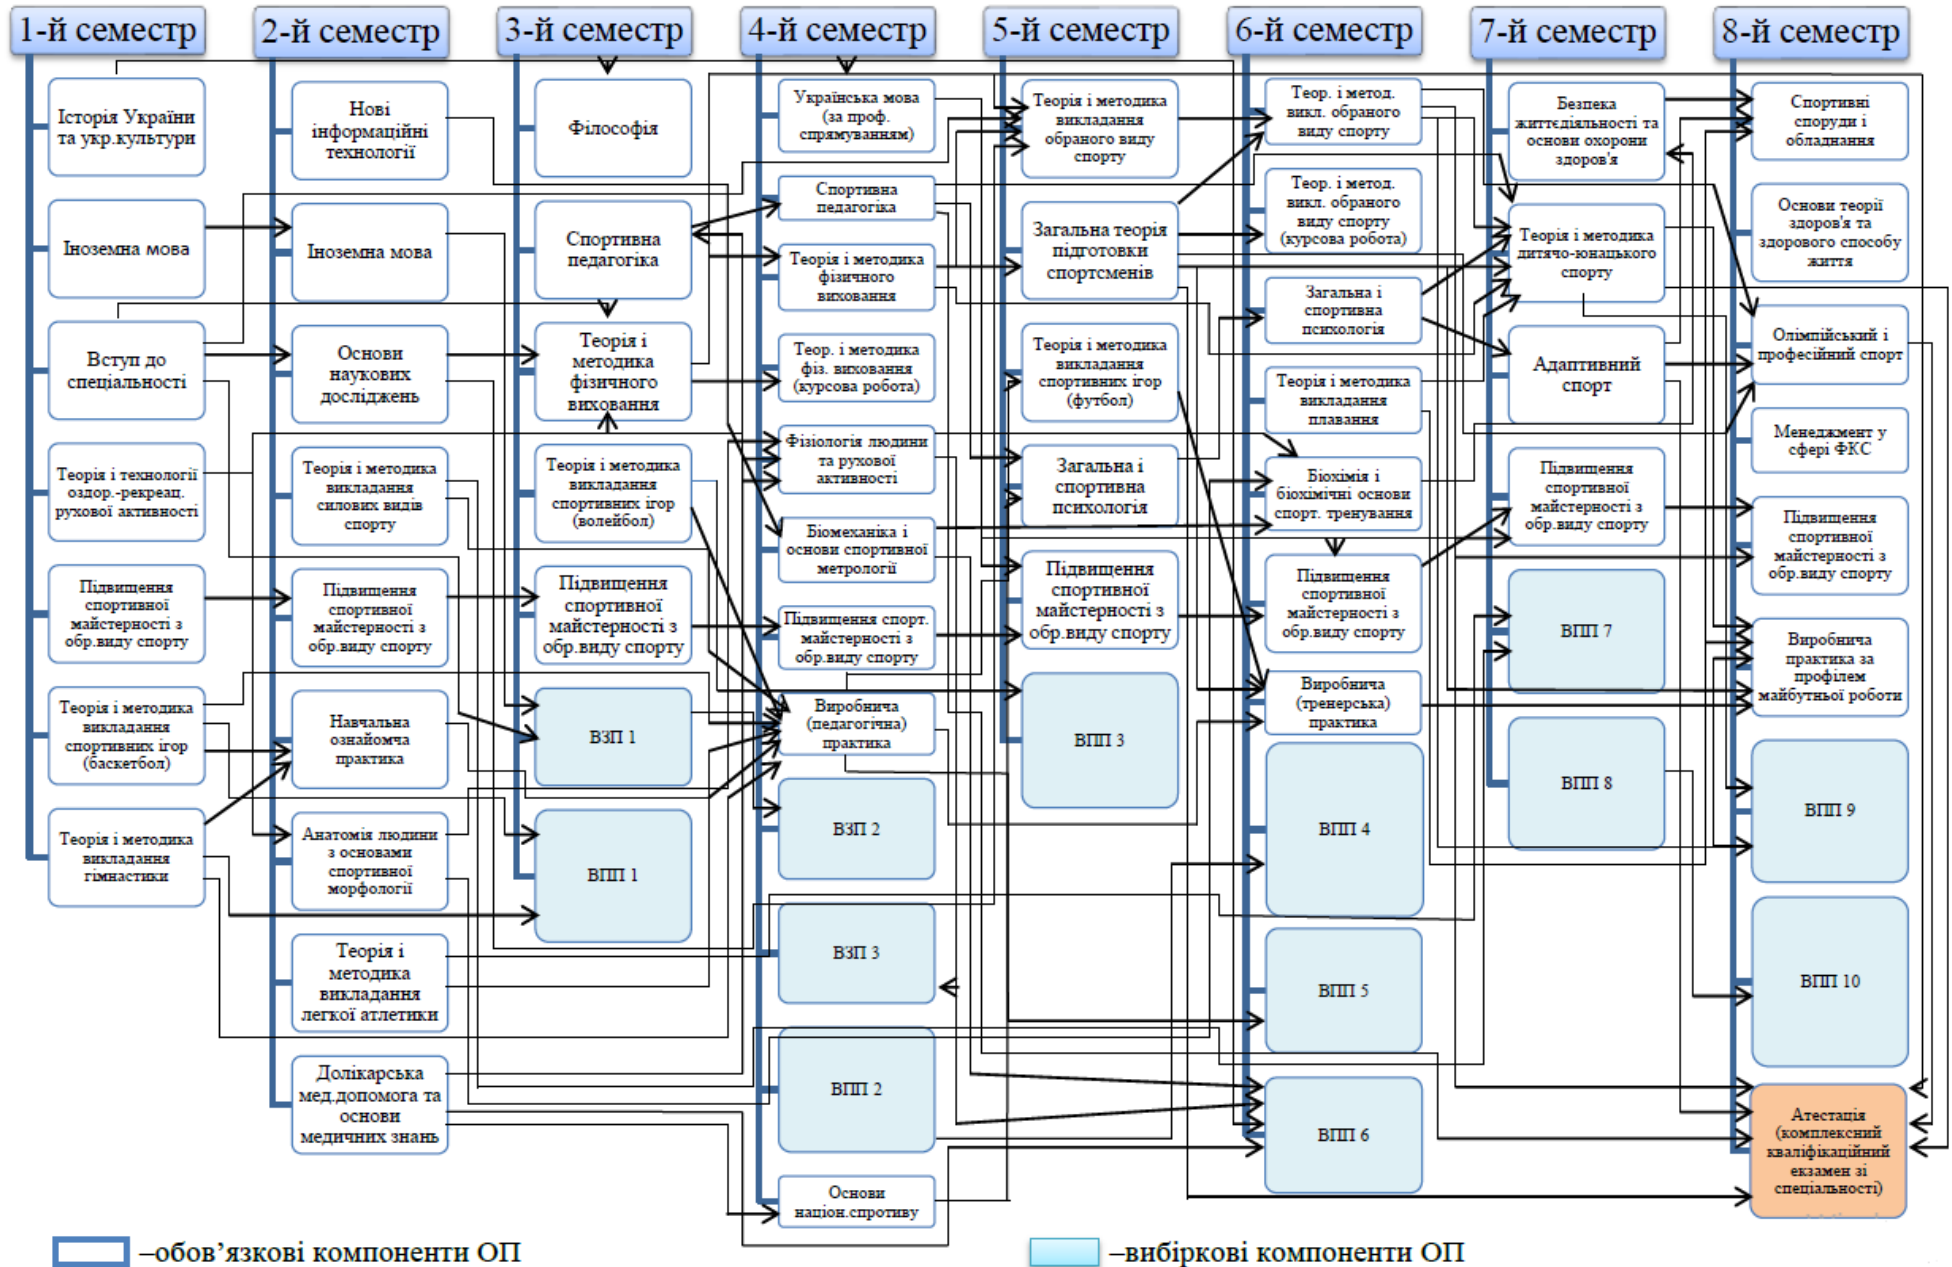 1-й семестр
2-й семестр
3-й семестр
4-й семестр
5-й семестр
6-й семестр
7-й семестр
8-й семестр
Історія України
та укр.культури
Іноземна мова
Вступ до
спеціальності
Теорія і технології
оздор.-рекреац.
рухової активності
Підвищення
спортивної
майстерності з
обр.виду спорту
Теорія і методика
викладання
спортивних ігор
(баскетбол)
Теорія і методика
викладання
гімнастики
Нові
інформаційні
технології
Іноземна мова
Основи
наукових
досліджень
Теорія і методика
викладання
силових видів
спорту
Підвищення
спортивної
майстерності з
обр.виду спорту
Навчальна
ознайомча
практика
Анатомія людини
з основами
спортивної
морфології
Теорія і
методика
викладання
легкої атлетики
Долікарська
мед.допомога та
основи
медичних знань
Філософія
Спортивна
педагогіка
Теорія і
методика
фізичного
виховання
Теорія і методика
викладання
спортивних ігор
(волейбол)
Підвищення
спортивної
майстерності з
обр.виду спорту
ВЗП 1
ВПП 1
Українська мова
(за проф.
спрямуванням)
Спортивна
педагогіка
Теорія і методика
фізичного
виховання
Теор. і методика
фіз. виховання
(курсова робота)
Фізіологія людини
та рухової
активності
Біомеханіка і
основи спортивної
метрології
Підвищення спорт.
майстерності з
обр.виду спорту
Виробнича
(педагогічна)
практика
ВЗП 2
ВЗП 3
ВПП 2
Основи
націон.спротиву
Теорія і методика
викладання
обраного виду
спорту
Загальна теорія
підготовки
спортсменів
Теорія і методика
викладання
спортивних ігор
(футбол)
Загальна і
спортивна
психологія
Підвищення
спортивної
майстерності з
обр.виду спорту
ВПП 3
Теор. і метод.
викл. обраного
виду спорту
Теор. і метод.
викл. обраного
виду спорту
(курсова робота)
Загальна і
спортивна
психологія
Теорія і методика
викладання
плавання
Біохімія і
біохімічні основи
спорт. тренування
Підвищення
спортивної
майстерності з
обр.виду спорту
Виробнича
(тренерська)
практика
ВПП 4
ВПП 5
ВПП 6
Безпека
життєдіяльності та
основи охорони
здоров'я
Теорія і методика
дитячо-юнацького
спорту
Адаптивний
спорт
Підвищення
спортивної
майстерності з
обр.виду спорту
ВПП 7
ВПП 8
Спортивні
споруди і
обладнання
Основи теорії
здоров'я та
здорового способу
життя
Олімпійський і
професійний спорт
Менеджмент у
сфері ФКС
Підвищення
спортивної
майстерності з
обр.виду спорту
Виробнича
практика за
профілем
майбутньої роботи
ВПП 9
ВПП 10
Атестація
(комплексний
кваліфікаційний
екзамен зі
спеціальності)
–обов’язкові компоненти ОП
–вибіркові компоненти ОП